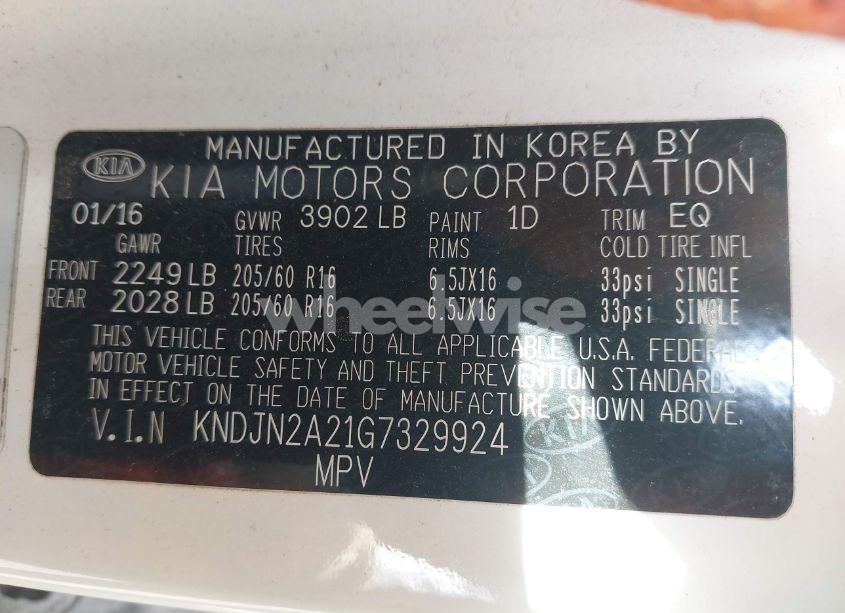 MANUFACTURED IN KOREA BY
KIA KIA MOTORS CORPORATION
01/16 GVWR 3902 LB PAINT 1D TRIM EQ
GAWR TIRES RIMS COLD TIRE INFL
FRONT 2249 LB 205/60 R16 6.5JX16 33psi SINGLE
REAR 2028 LB 205/60 R16 6.5JX16 33psi SINGLE
wheelwise
THIS VEHICLE CONFORMS TO ALL APPLICABLE U.S.A. FEDERAL
MOTOR VEHICLE SAFETY AND THEFT PREVENTION STANDARDS
IN EFFECT ON THE DATE OF MANUFACTURE SHOWN ABOVE.
V.I.N KNDJN2A21G7329924
MPV
KIA